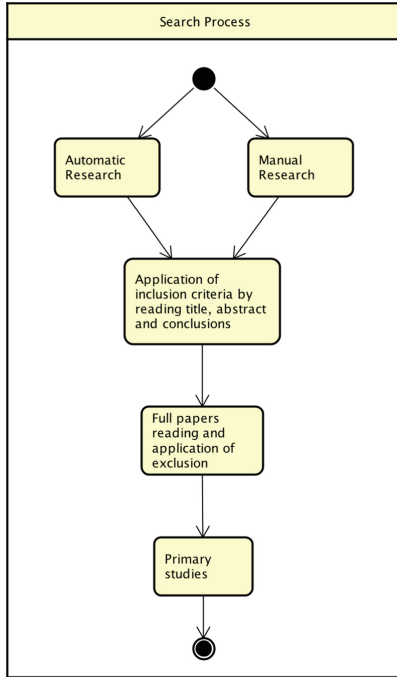 Search Process
Automatic
Research
Manual
Research
Application of
inclusion criteria by
reading title, abstract
and conclusions
Full papers
reading and
application of
exclusion
Primary
studies